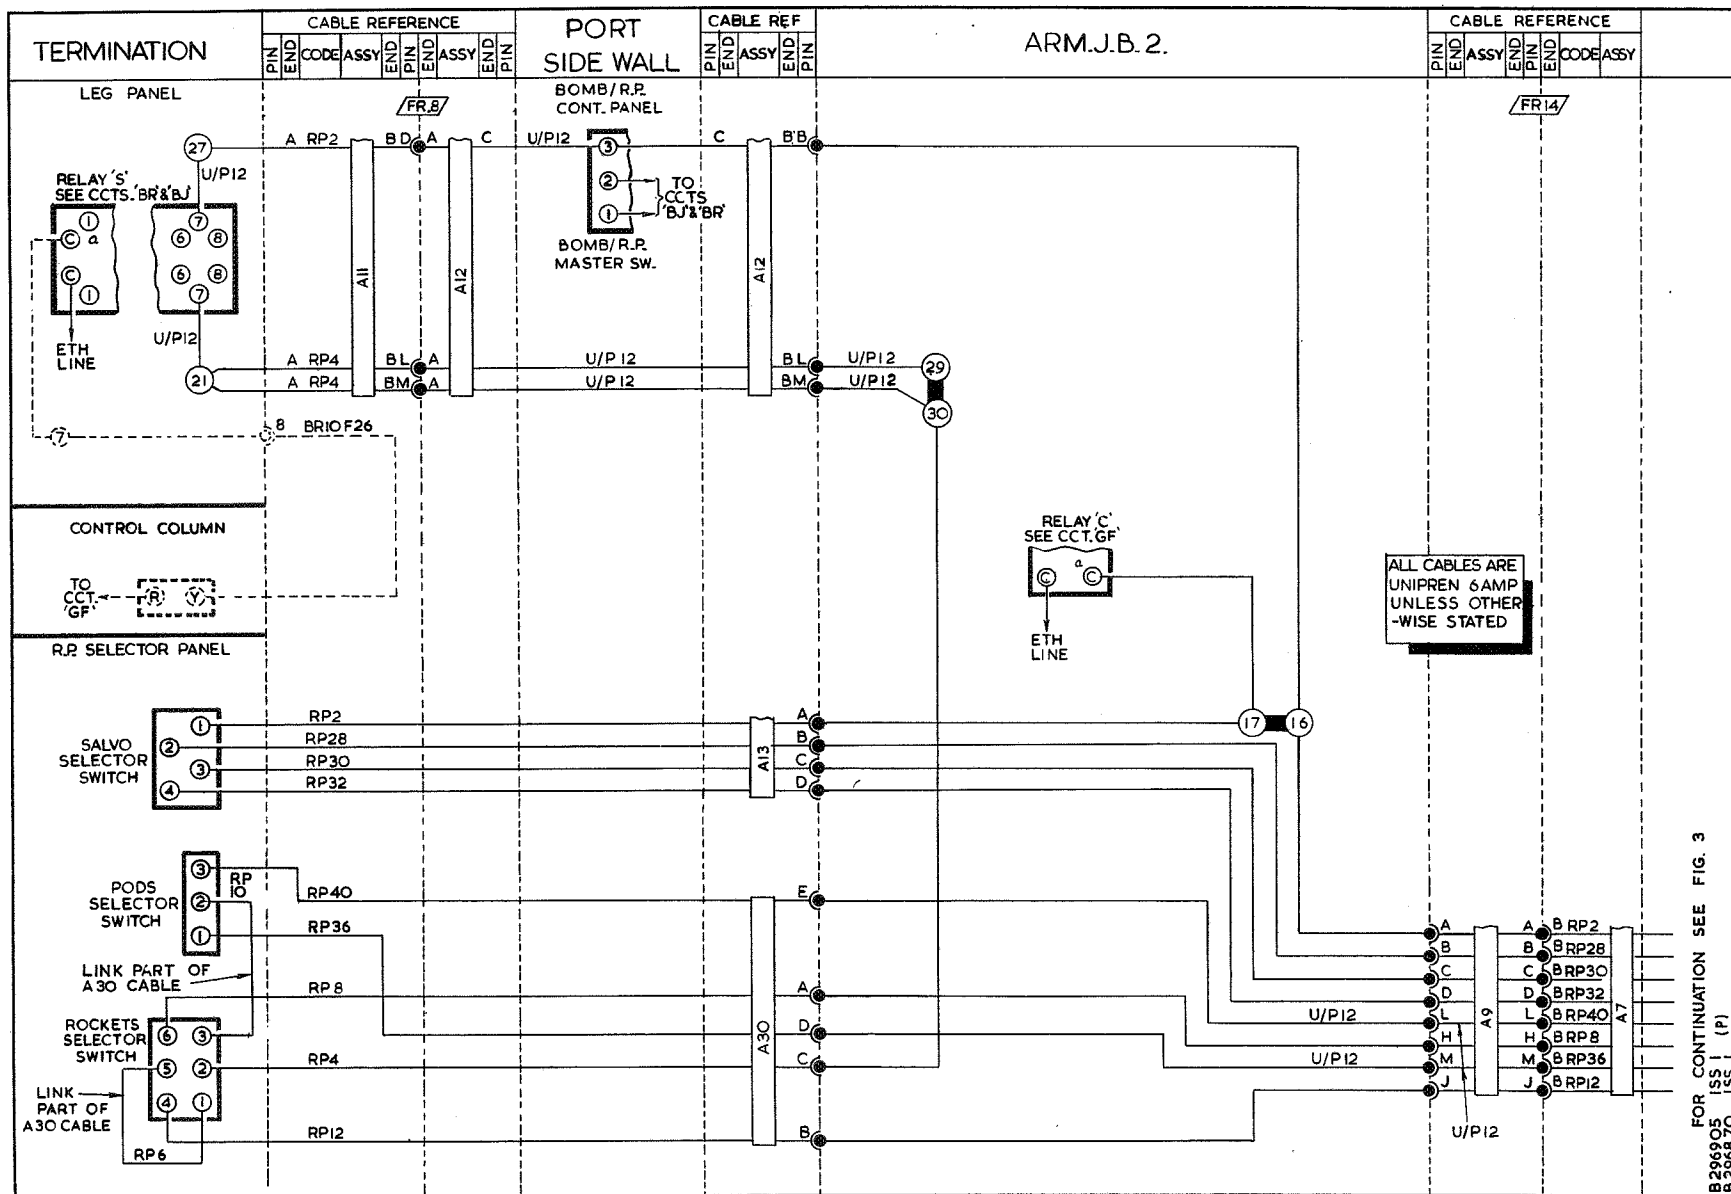 TERMINATION
CABLE REFERENCE
PIN END CODE ASSY END PIN END ASSY END PIN
PORT
SIDE WALL
CABLE REF
PIN END ASSY END PIN
ARM.J.B.2.
CABLE REFERENCE
PIN END ASSY END PIN END CODE ASSY
LEG PANEL
FR.8
BOMB/R.P.
CONT. PANEL
FR14
27
A RP2
BD
A
C
U/P12
3
C
BB
U/P12
RELAY 'S'
SEE CCTS. 'BR'&'BJ'
1
C a
C
1
7
6 8
6 8
7
2
1
TO
CCTS
'BJ'&'BR'
BOMB/R.P.
MASTER SW.
A11
A12
A12
U/P12
ETH
LINE
21
A RP4
BL
A
U/P12
BL
U/P12
29
A RP4
BM
A
U/P12
BM
U/P12
30
7
8 BR10F26
CONTROL COLUMN
TO
CCT.
'GF'
R Y
RELAY 'C'
SEE CCT. 'GF'
C a C
ETH
LINE
ALL CABLES ARE
UNIPREN 6AMP
UNLESS OTHER
-WISE STATED
R.P. SELECTOR PANEL
SALVO
SELECTOR
SWITCH
1
2
3
4
RP2
RP28
RP30
RP32
A13
A
B
C
D
17
16
PODS
SELECTOR
SWITCH
3
2
1
RP
10
RP40
RP36
E
LINK PART OF
A30 CABLE
ROCKETS
SELECTOR
SWITCH
6 3
5 2
4 1
RP8
RP4
RP12
RP6
A30
A
D
C
B
LINK
PART OF
A30 CABLE
U/P12
U/P12
U/P12
A A B RP2
B B B RP28
C C B RP30
D D B RP32
L L B RP40
H H B RP8
M M B RP36
J J B RP12
A9
A7
FOR CONTINUATION SEE FIG. 3
B296905 ISS 1 (P)